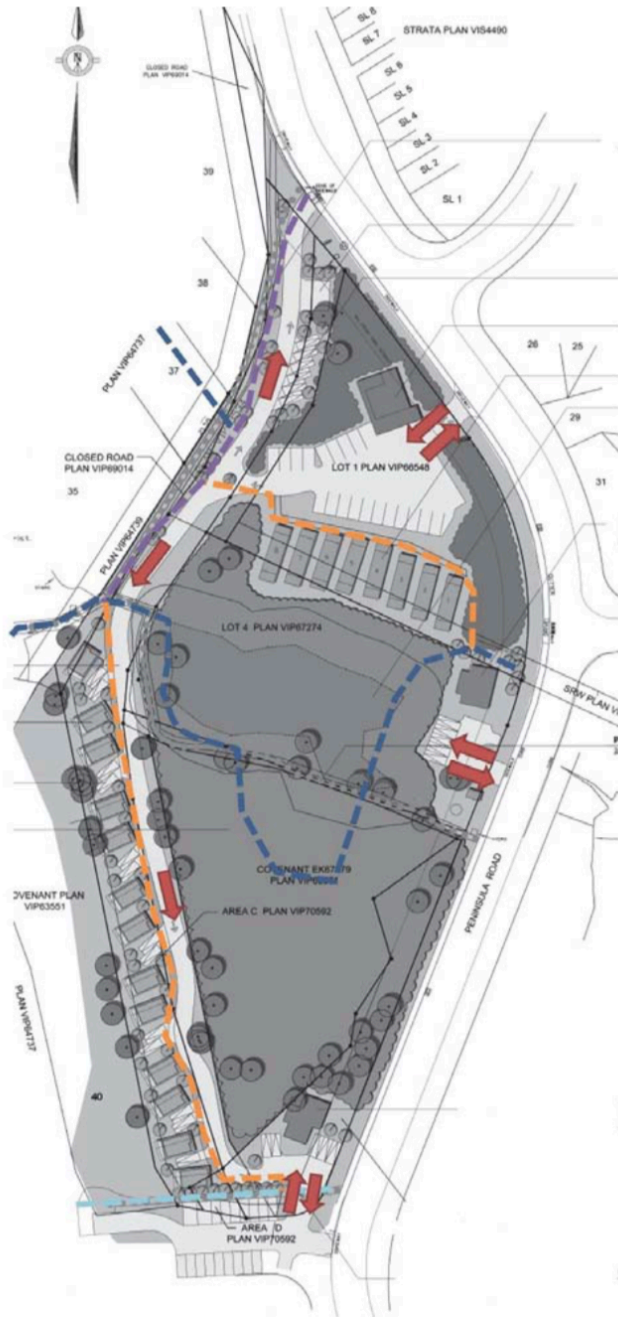 N
CLOSED ROAD
PLAN VIP69014
STRATA PLAN VIS4490
SL 8
SL 7
SL 6
SL 5
SL 4
SL 3
SL 2
SL 1
39
38
37
PLAN VIP64737
26
25
29
31
CLOSED ROAD
PLAN VIP69014
35
LOT 1 PLAN VIP66548
PLAN VIP64739
LOT 4 PLAN VIP67274
SRW PLAN VI
COVENANT EK67879
OVENANT PLAN
VIP63551
AREA C PLAN VIP70592
PENINSULA ROAD
PLAN VIP64737
40
AREA D
PLAN VIP70592